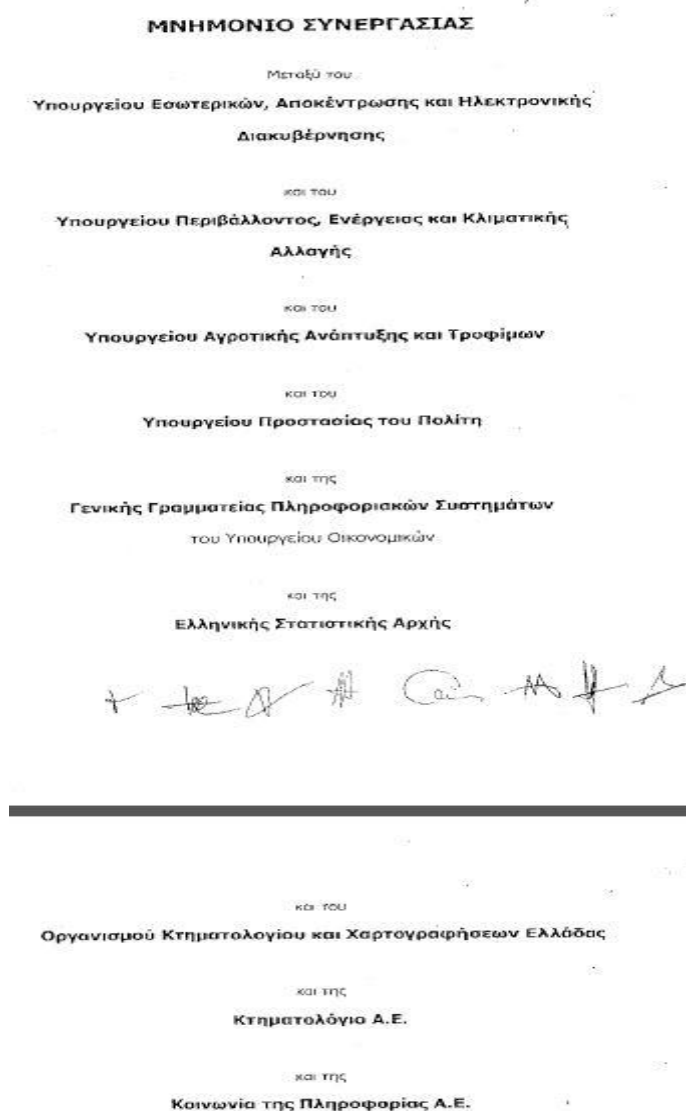 ΜΝΗΜΟΝΙΟ ΣΥΝΕΡΓΑΣΙΑΣ
Μεταξύ του
Υπουργείου Εσωτερικών, Αποκέντρωσης και Ηλεκτρονικής
Διακυβέρνησης
και του
Υπουργείου Περιβάλλοντος, Ενέργειας και Κλιματικής
Αλλαγής
και του
Υπουργείου Αγροτικής Ανάπτυξης και Τροφίμων
και του
Υπουργείου Προστασίας του Πολίτη
και της
Γενικής Γραμματείας Πληροφοριακών Συστημάτων
του Υπουργείου Οικονομικών
και της
Ελληνικής Στατιστικής Αρχής
και του
Οργανισμού Κτηματολογίου και Χαρτογραφήσεων Ελλάδας
και της
Κτηματολόγιο Α.Ε.
και της
Κοινωνία της Πληροφορίας Α.Ε.